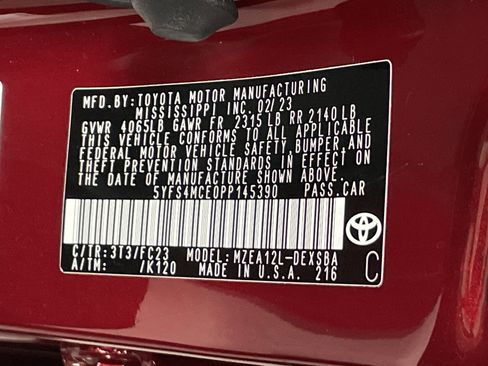 MFD.BY:TOYOTA MOTOR MANUFACTURING
MISSISSIPPI INC. 02/23
GVWR 4065LB GAWR FR 2315 LB RR 2140 LB
THIS VEHICLE CONFORMS TO ALL APPLICABLE
FEDERAL MOTOR VEHICLE SAFETY,BUMPER,AND
THEFT PREVENTION STANDARDS IN EFFECT ON
THE DATE OF MANUFACTURE SHOWN ABOVE.
5YFS4MCE0PP145390 PASS.CAR
C/TR:3T3/FC23 MODEL:MZEA12L-DEXSBA
A/TM: /K120 MADE IN U.S.A. 216
C